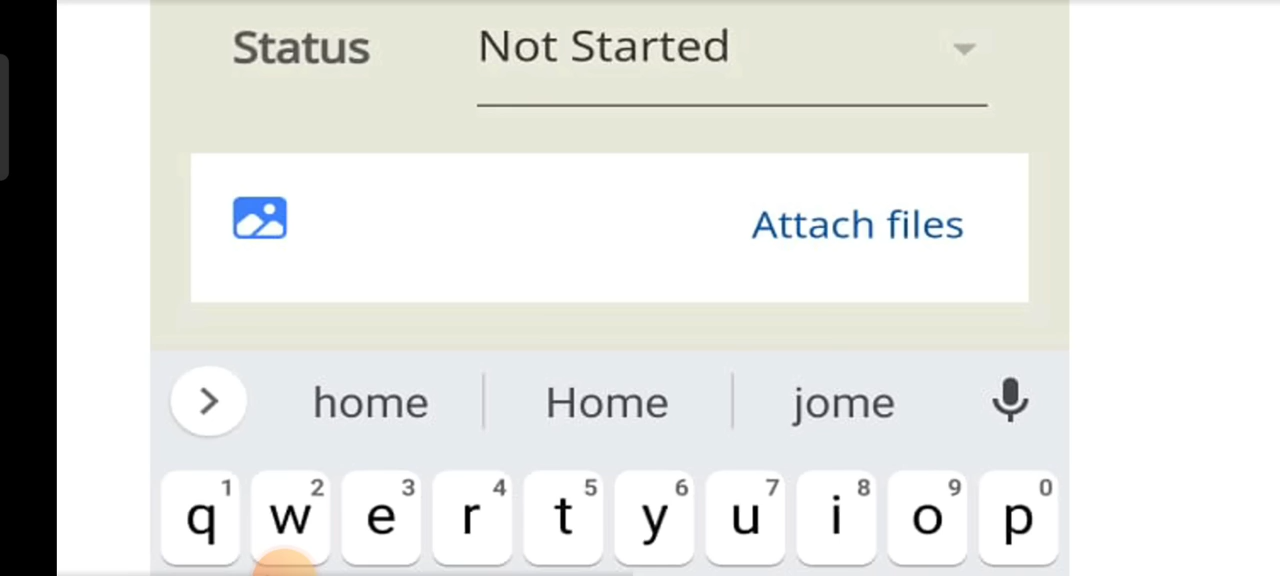 Status Not Started
Attach files
home Home jome
1 2 3 4 5 6 7 8 9 0
q w e r t y u i o p